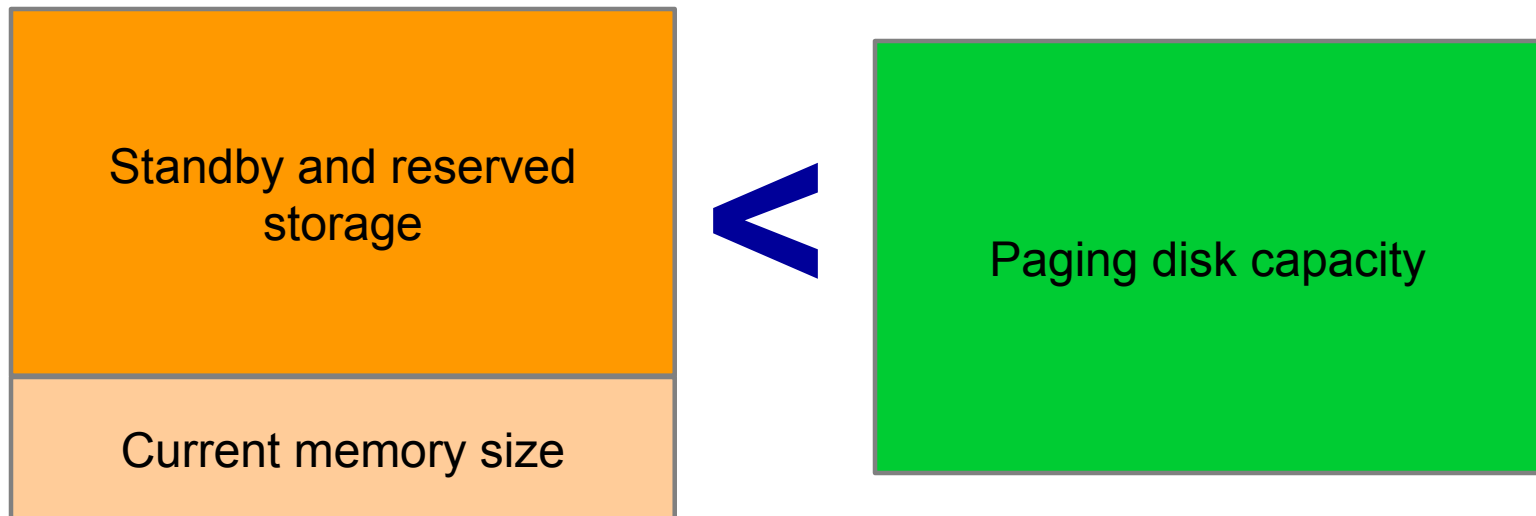 Standby and reserved
storage
Current memory size
<
Paging disk capacity